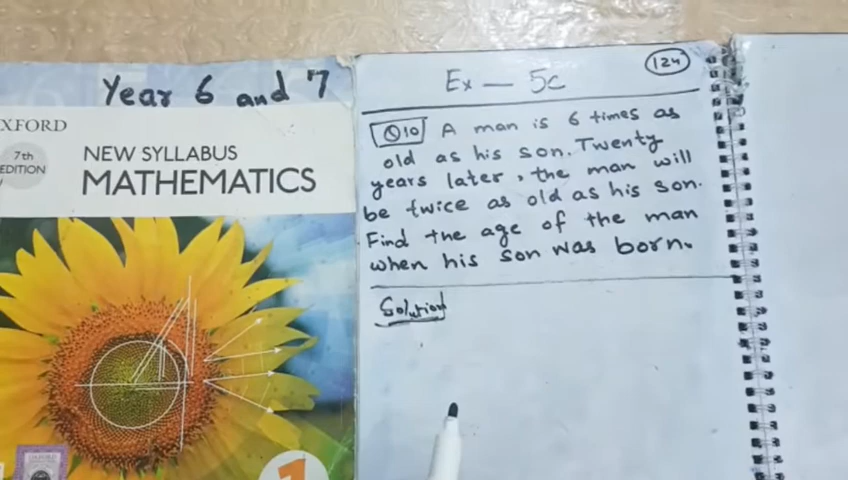 Year 6 and 7
XFORD
7th
EDITION
NEW SYLLABUS
MATHEMATICS
1
124
Ex — 5c
Q10 A man is 6 times as
old as his son. Twenty
years later, the man will
be twice as old as his son.
Find the age of the man
when his son was born.
Solution